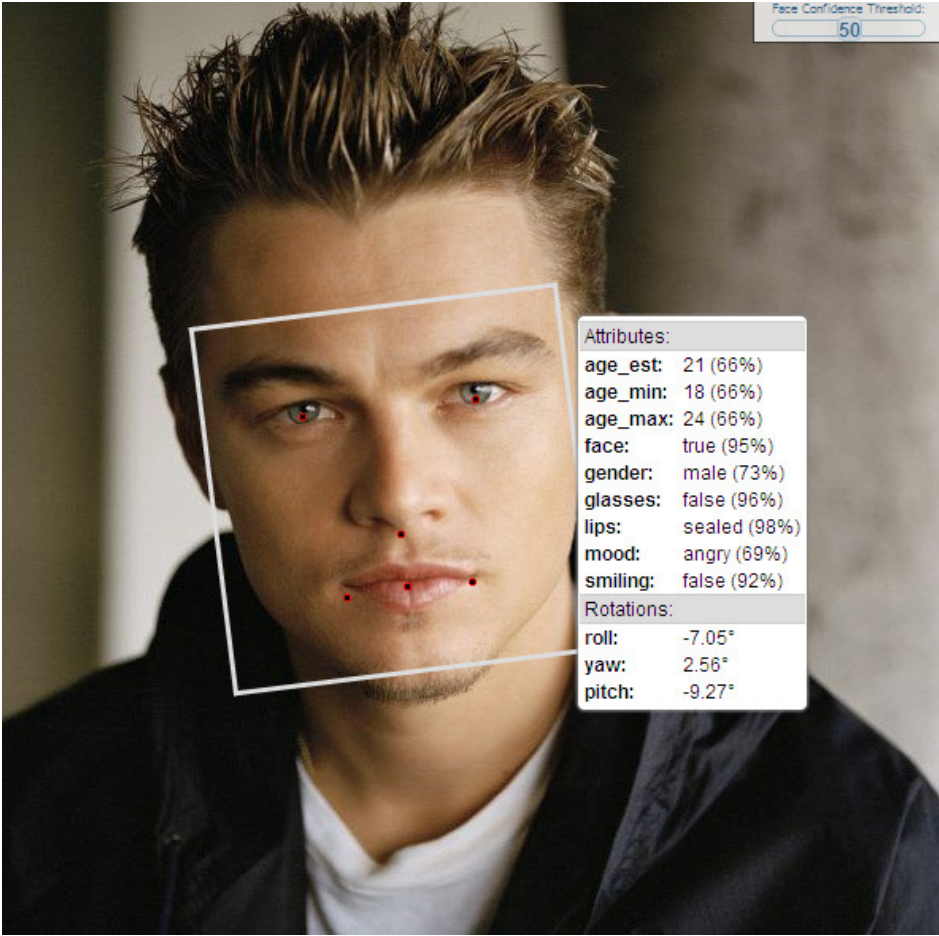 Face Confidence Threshold:
50
Attributes:
age_est: 21 (66%)
age_min: 18 (66%)
age_max: 24 (66%)
face: true (95%)
gender: male (73%)
glasses: false (96%)
lips: sealed (98%)
mood: angry (69%)
smiling: false (92%)
Rotations:
roll: -7.05°
yaw: 2.56°
pitch: -9.27°